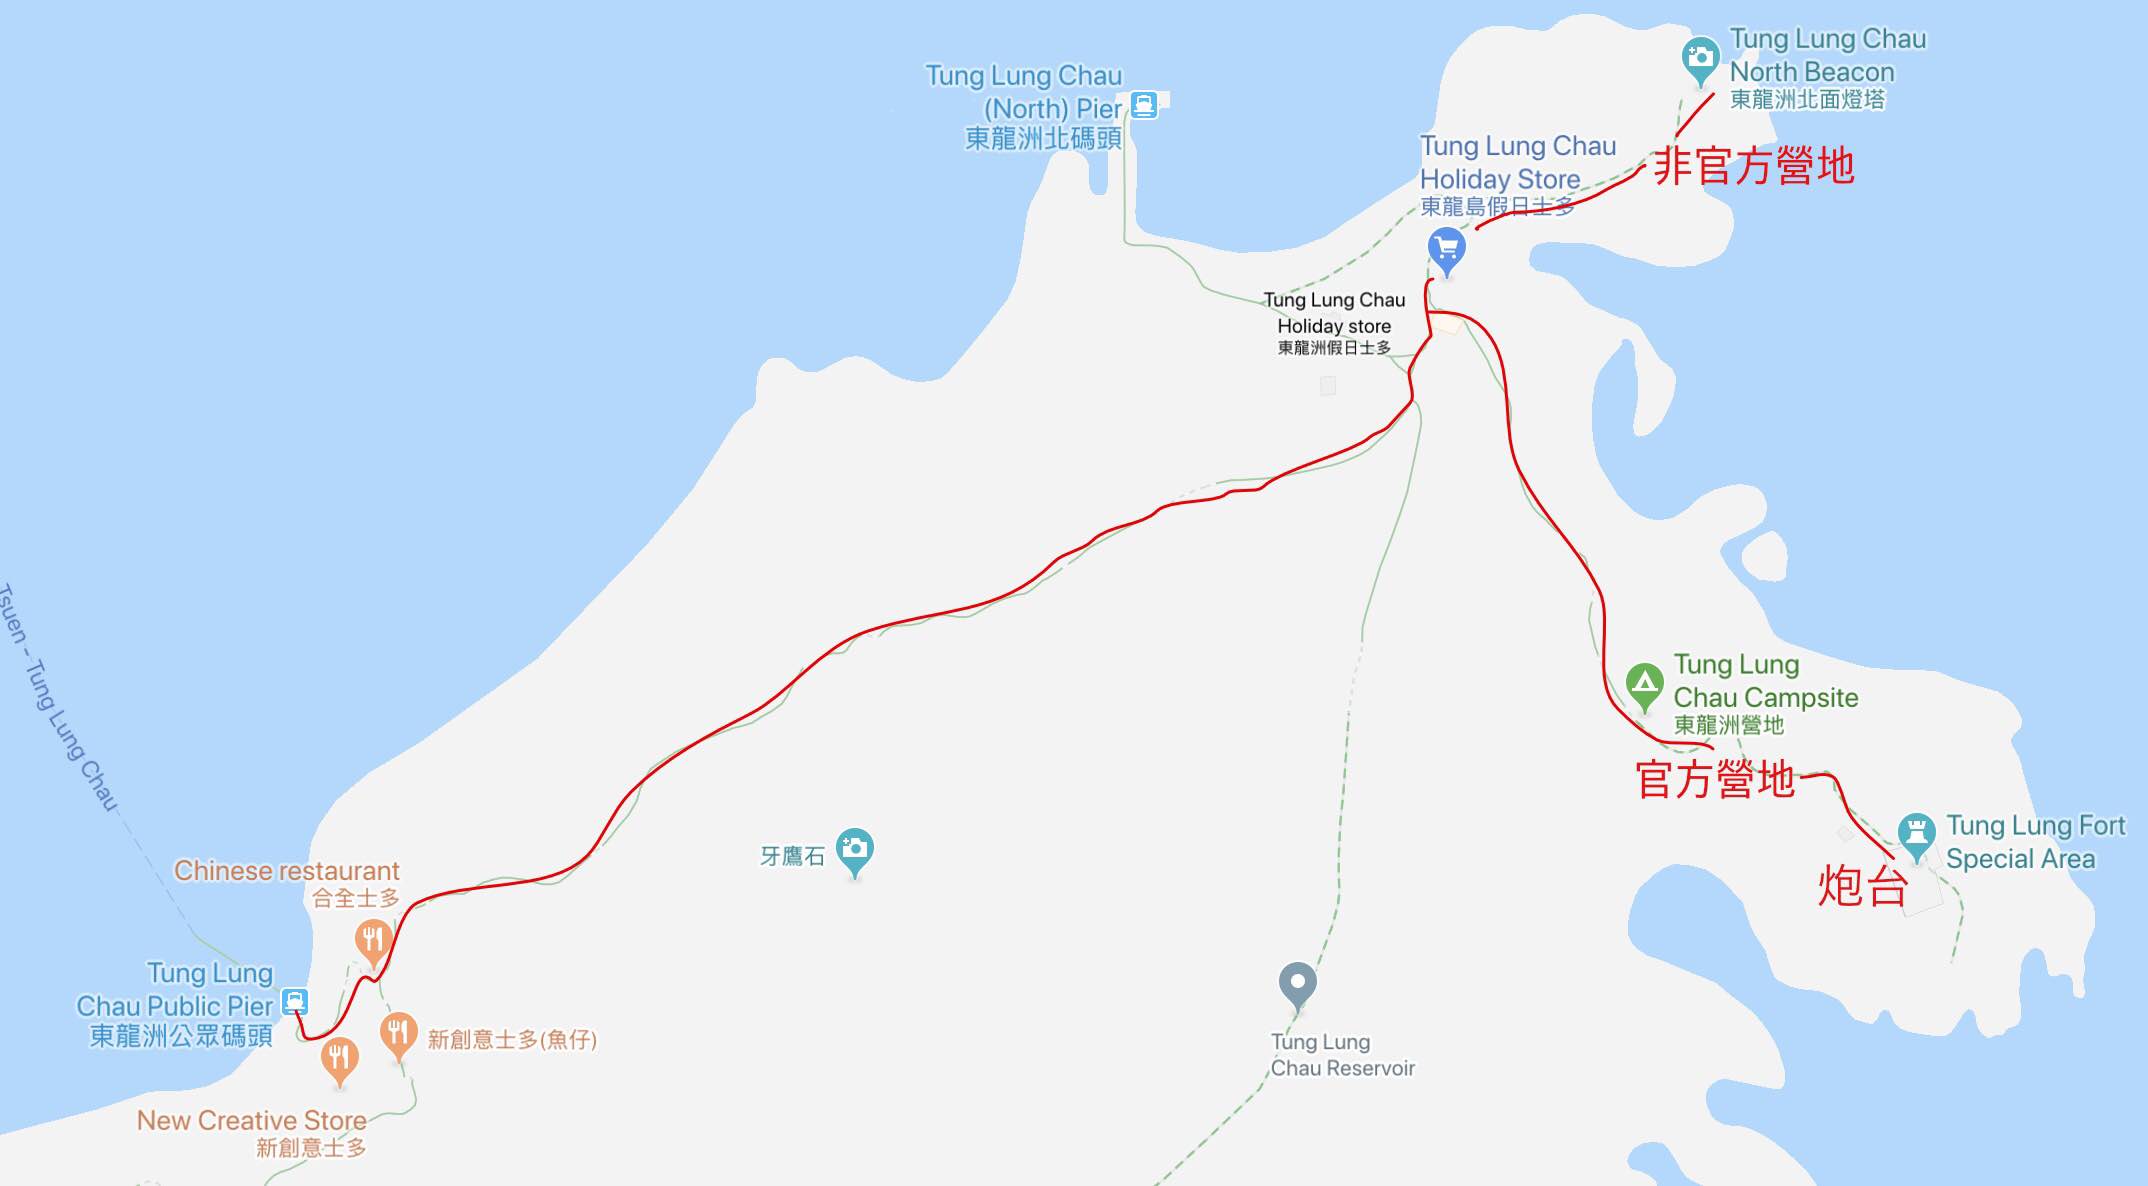 Tung Lung Chau
North Beacon
東龍洲北面燈塔
Tung Lung Chau
(North) Pier
東龍洲北碼頭
Tung Lung Chau
Holiday Store
東龍島假日士多
非官方營地
Tung Lung Chau
Holiday store
東龍洲假日士多
Tsuen - Tung Lung Chau
Tung Lung
Chau Campsite
東龍洲營地
官方營地
Tung Lung Fort
Special Area
炮台
牙鷹石
Chinese restaurant
合全士多
Tung Lung
Chau Public Pier
東龍洲公眾碼頭
新創意士多(魚仔)
Tung Lung
Chau Reservoir
New Creative Store
新創意士多